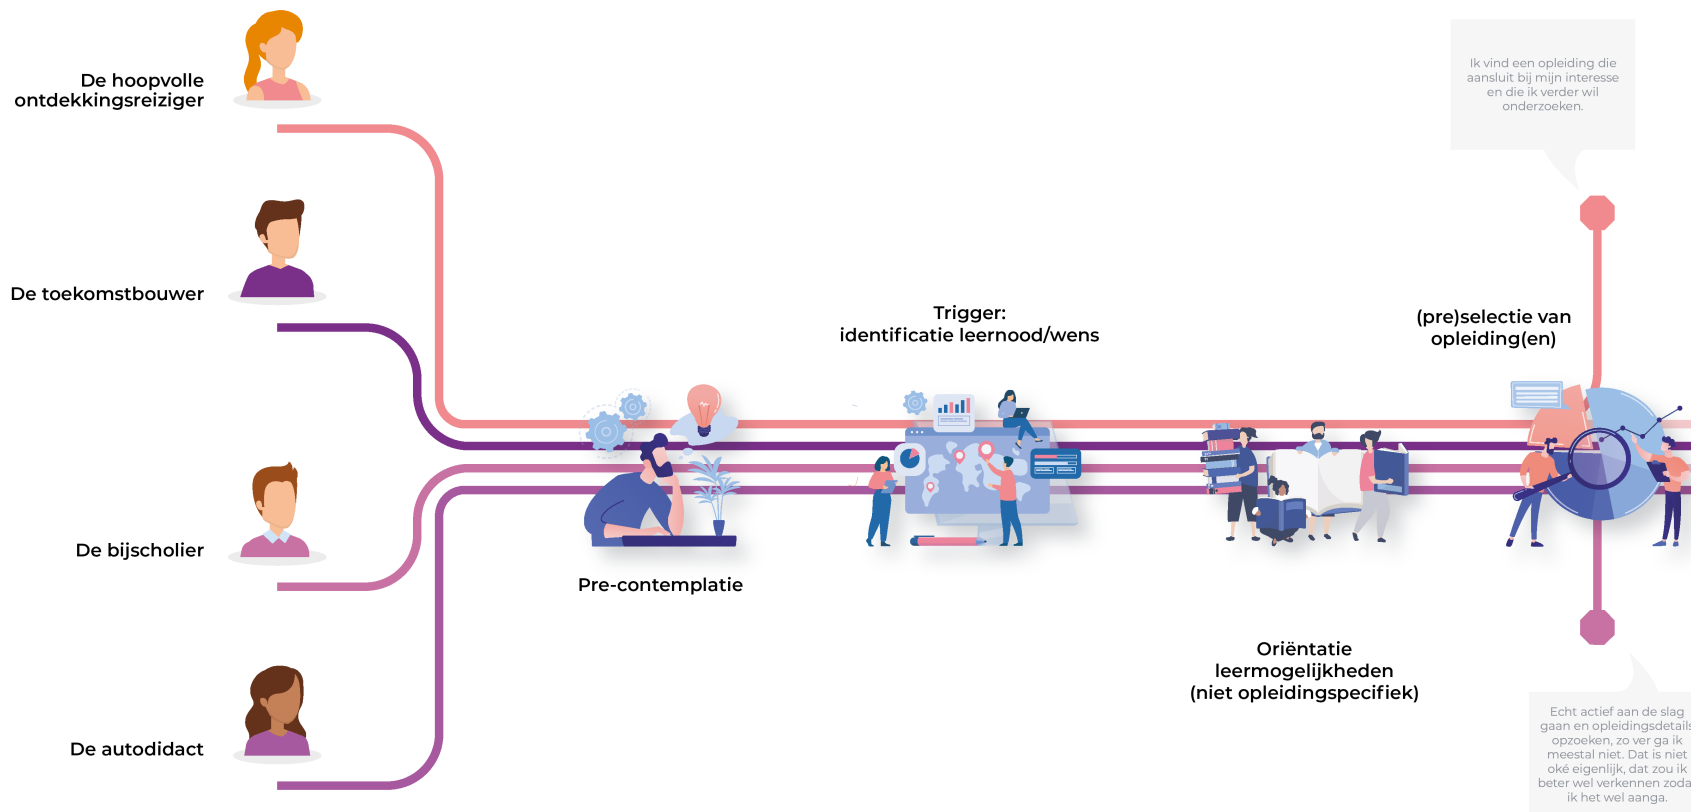 De hoopvolle
ontdekkingsreiziger
De toekomstbouwer
De bijscholier
De autodidact
Pre-contemplatie
Trigger:
identificatie leernood/wens
Oriëntatie
leermogelijkheden
(niet opleidingspecifiek)
(pre)selectie van
opleiding(en)
Ik vind een opleiding die
aansluit bij mijn interesse
en die ik verder wil
onderzoeken.
Echt actief aan de slag
gaan en opleidingsdetails
opzoeken, zo ver ga ik
meestal niet. Dat is niet
oké eigenlijk, dat zou ik
beter wel verkennen zoda
ik het wel aanga.